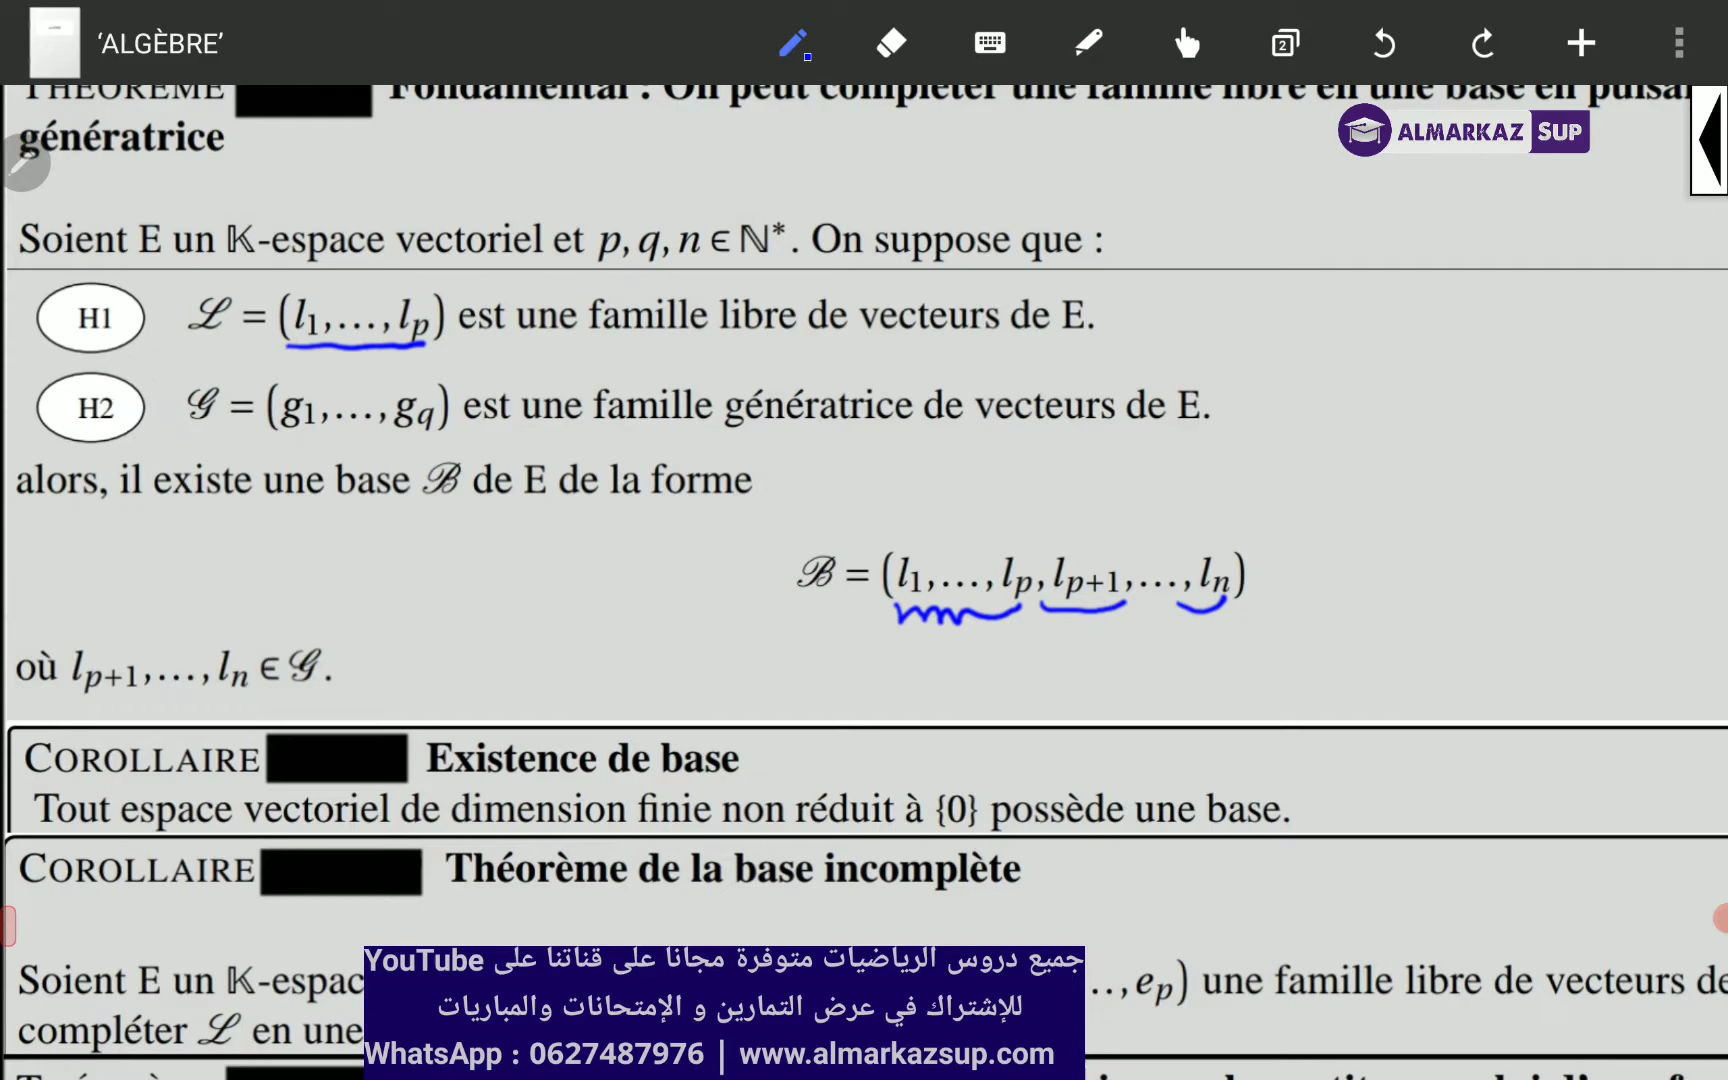 ‘ALGÈBRE’
2
THÉORÈME Fondamental : On peut compléter une famille libre en une base en puisa
génératrice
ALMARKAZ SUP
Soient E un 𝕂-espace vectoriel et p, q, n ∈ ℕ*. On suppose que :
H1 ℒ = (l₁,...,lₚ) est une famille libre de vecteurs de E.
H2 𝒢 = (g₁,...,g_q) est une famille génératrice de vecteurs de E.
alors, il existe une base ℬ de E de la forme
ℬ = (l₁,...,lₚ,lₚ₊₁,...,lₙ)
où lₚ₊₁,...,lₙ ∈ 𝒢.
COROLLAIRE Existence de base
Tout espace vectoriel de dimension finie non réduit à {0} possède une base.
COROLLAIRE Théorème de la base incomplète
Soient E un 𝕂-espac ..,eₚ) une famille libre de vecteurs de
compléter ℒ en une
جميع دروس الرياضيات متوفرة مجانا على قناتنا على YouTube
للإشتراك في عرض التمارين و الإمتحانات والمباريات
WhatsApp : 0627487976 | www.almarkazsup.com